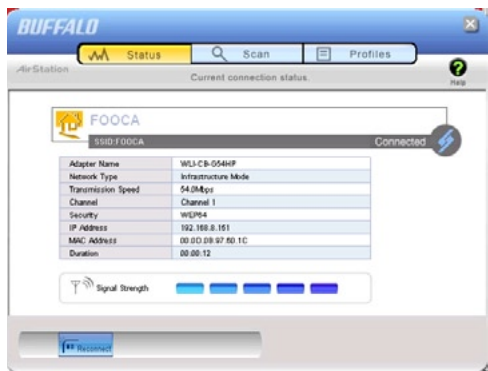 BUFFALO
Status Scan Profiles
AirStation
Current connection status.
Help
FOOCA
SSID:FOOCA Connected
Adapter Name WLI-CB-G54HP
Network Type Infrastructure Mode
Transmission Speed 54.0Mbps
Channel Channel 1
Security WEP64
IP Address 192.168.8.161
MAC Address 00.0D.0B.97.60.1C
Duration 00:00:12
Signal Strength
Reconnect